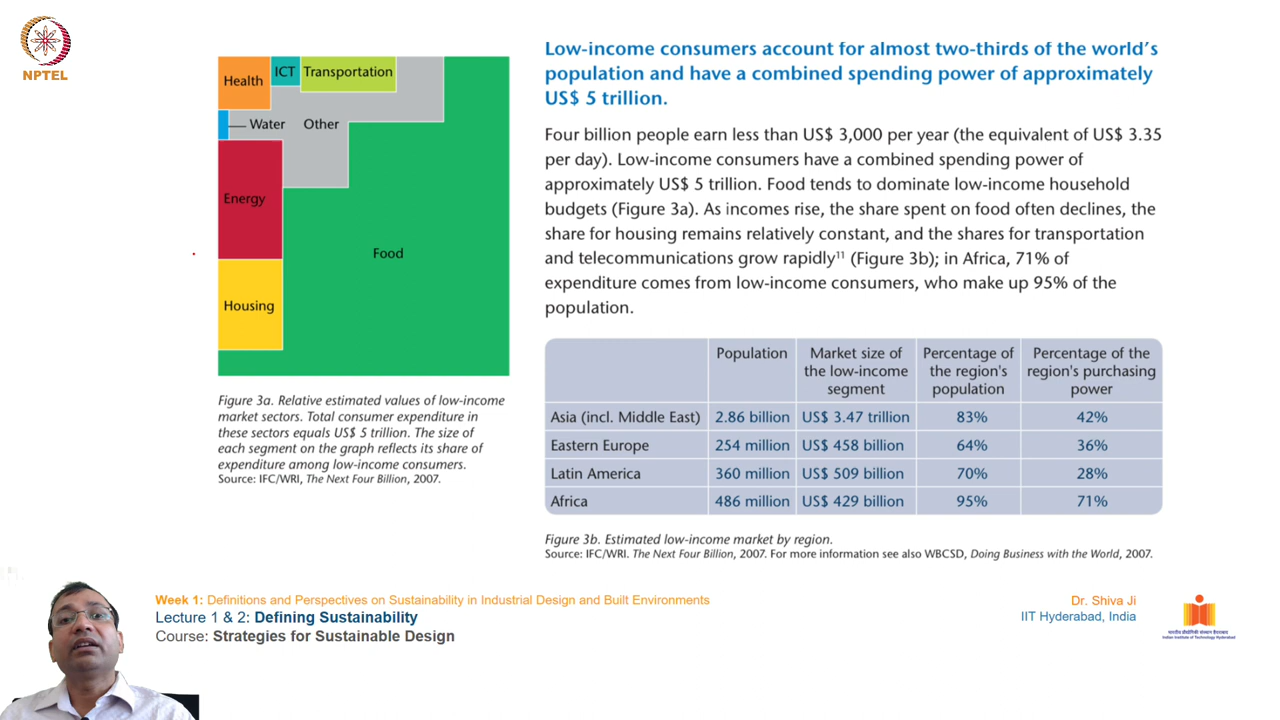 NPTEL
Health
ICT
Transportation
Water
Other
Energy
Food
Housing
Figure 3a. Relative estimated values of low-income
market sectors. Total consumer expenditure in
these sectors equals US$ 5 trillion. The size of
each segment on the graph reflects its share of
expenditure among low-income consumers.
Source: IFC/WRI, The Next Four Billion, 2007.
Low-income consumers account for almost two-thirds of the world's
population and have a combined spending power of approximately
US$ 5 trillion.
Four billion people earn less than US$ 3,000 per year (the equivalent of US$ 3.35
per day). Low-income consumers have a combined spending power of
approximately US$ 5 trillion. Food tends to dominate low-income household
budgets (Figure 3a). As incomes rise, the share spent on food often declines, the
share for housing remains relatively constant, and the shares for transportation
and telecommunications grow rapidly¹¹ (Figure 3b); in Africa, 71% of
expenditure comes from low-income consumers, who make up 95% of the
population.
Population
Market size of the low-income segment
Percentage of the region's population
Percentage of the region's purchasing power
Asia (incl. Middle East) 2.86 billion US$ 3.47 trillion 83% 42%
Eastern Europe 254 million US$ 458 billion 64% 36%
Latin America 360 million US$ 509 billion 70% 28%
Africa 486 million US$ 429 billion 95% 71%
Figure 3b. Estimated low-income market by region.
Source: IFC/WRI. The Next Four Billion, 2007. For more information see also WBCSD, Doing Business with the World, 2007.
Week 1: Definitions and Perspectives on Sustainability in Industrial Design and Built Environments
Lecture 1 & 2: Defining Sustainability
Course: Strategies for Sustainable Design
Dr. Shiva Ji
IIT Hyderabad, India
Indian Institute of Technology Hyderabad